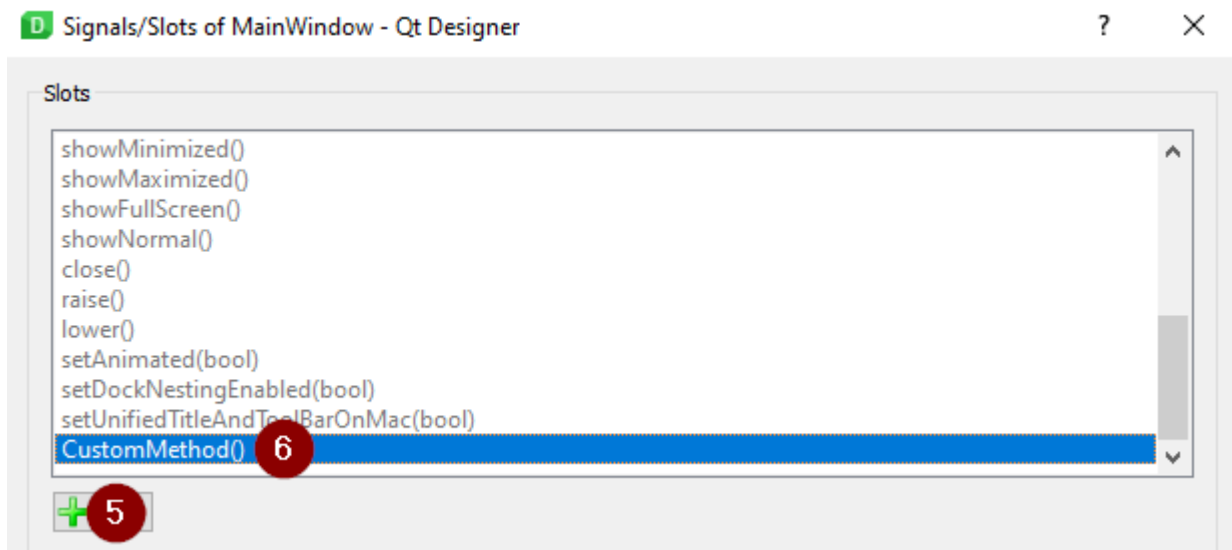 D Signals/Slots of MainWindow - Qt Designer ? ×
Slots
showMinimized()
showMaximized()
showFullScreen()
showNormal()
close()
raise()
lower()
setAnimated(bool)
setDockNestingEnabled(bool)
setUnifiedTitleAndToolBarOnMac(bool)
CustomMethod() 6
5